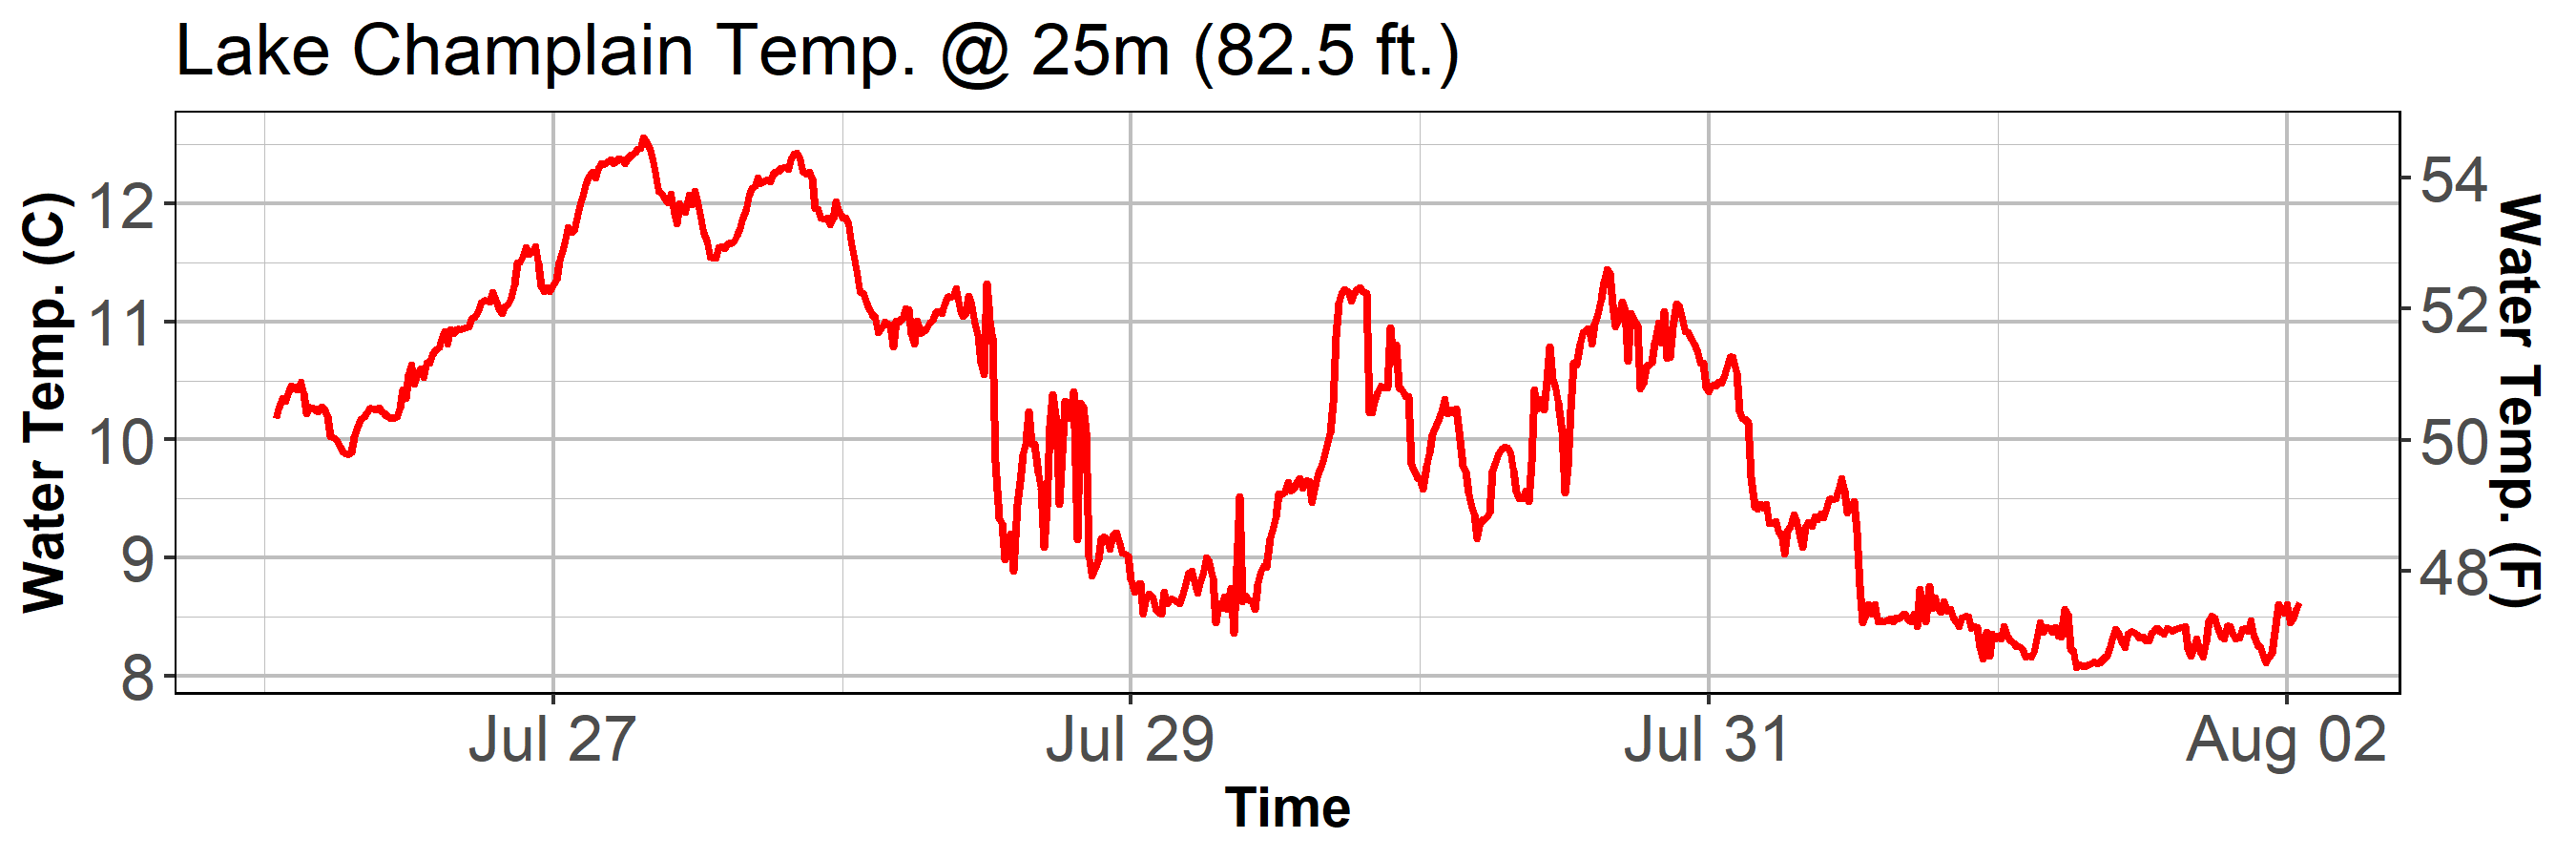 Lake Champlain Temp. @ 25m (82.5 ft.)
Water Temp. (C)
12
11
10
9
8
54
52
50
48
Water Temp. (F)
Jul 27 Jul 29 Jul 31 Aug 02
Time